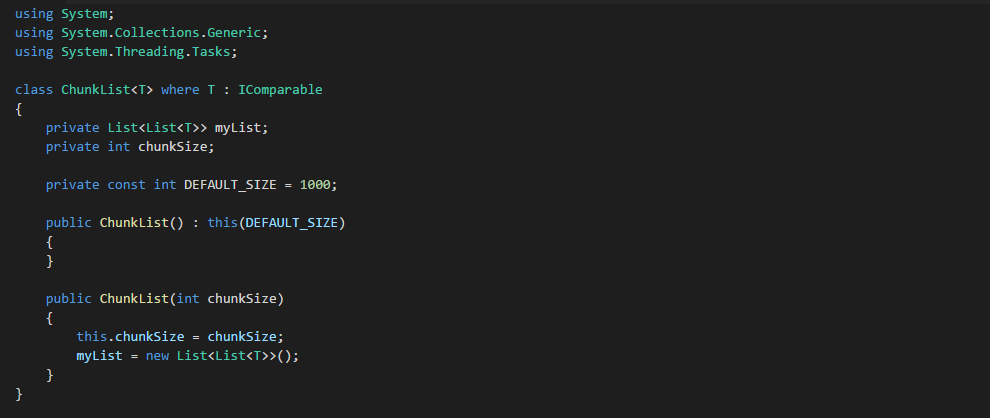 using System;
using System.Collections.Generic;
using System.Threading.Tasks;

class ChunkList<T> where T : IComparable
{
    private List<List<T>> myList;
    private int chunkSize;

    private const int DEFAULT_SIZE = 1000;

    public ChunkList() : this(DEFAULT_SIZE)
    {
    }

    public ChunkList(int chunkSize)
    {
        this.chunkSize = chunkSize;
        myList = new List<List<T>>();
    }
}